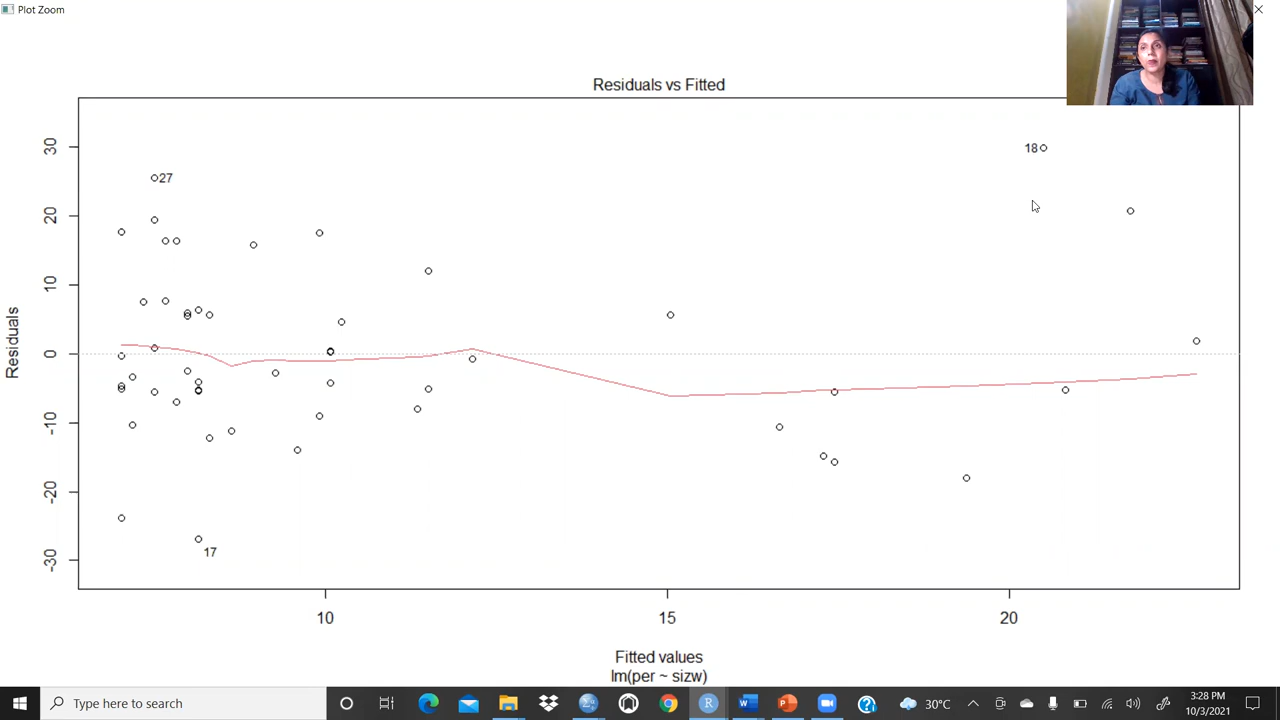 Plot Zoom
Residuals vs Fitted
30
20
10
0
-10
-20
-30
Residuals
27
18
17
10
15
20
Fitted values
lm(per ~ sizw)
Type here to search
30°C
3:28 PM
10/3/2021